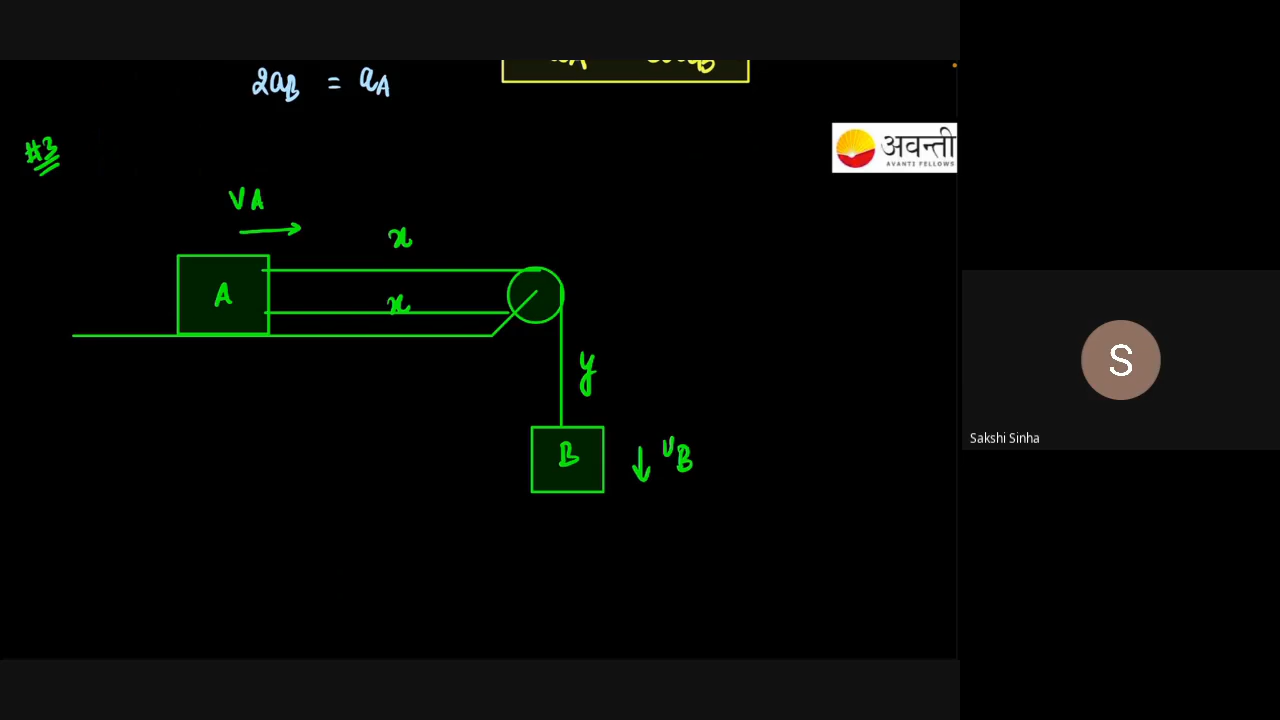 2aB = aA
#3
अवन्ती
AVANTI FELLOWS
VA
x
A
x
y
B
vB
S
Sakshi Sinha